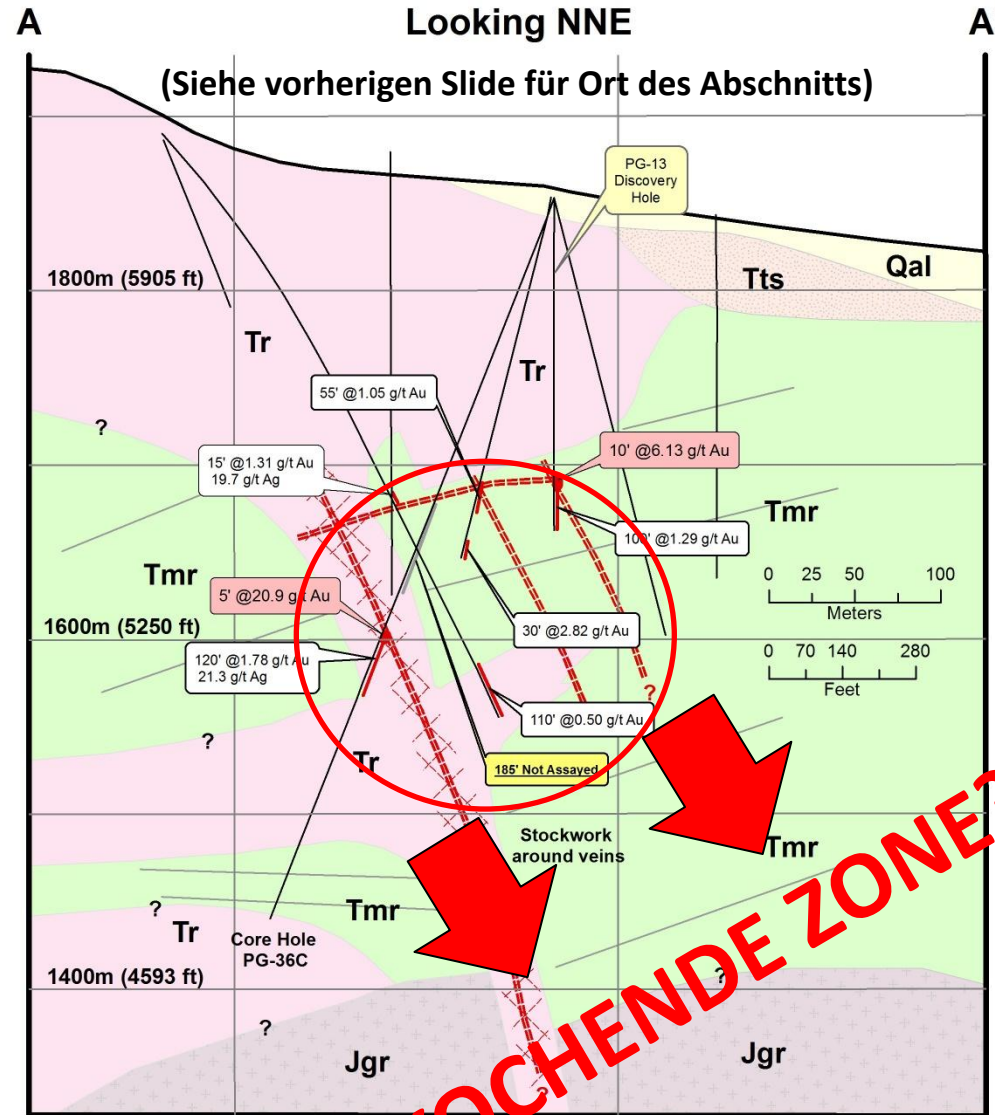 A
Looking NNE
A
(Siehe vorherigen Slide für Ort des Abschnitts)
PG-13
Discovery
Hole
1800m (5905 ft)
Tts
Qal
Tr
Tr
55' @1.05 g/t Au
?
15' @1.31 g/t Au
19.7 g/t Ag
10' @6.13 g/t Au
Tmr
100' @1.29 g/t Au
Tmr
0 25 50 100
Meters
5' @20.9 g/t Au
1600m (5250 ft)
30' @2.82 g/t Au
120' @1.78 g/t Au
21.3 g/t Ag
0 70 140 280
Feet
?
110' @0.50 g/t Au
?
Tr
185' Not Assayed
Stockwork
around veins
Tmr
?
Tmr
Tr
Core Hole
PG-36C
1400m (4593 ft)
?
?
Jgr
Jgr
?
OCHENDE ZONE?